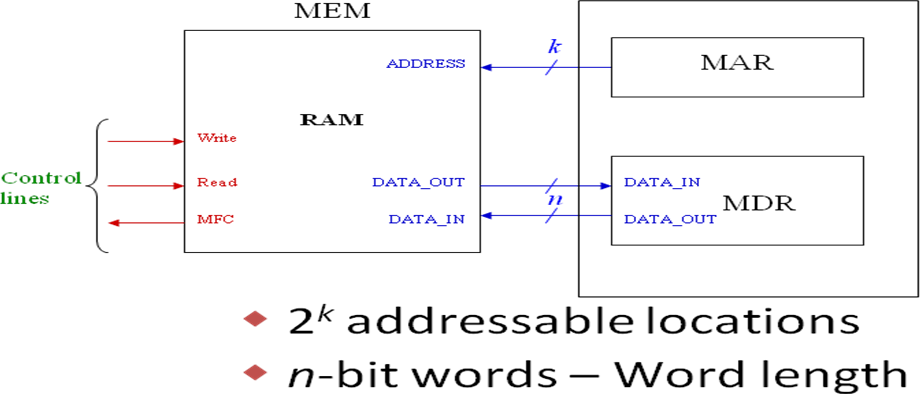 MEM
k
ADDRESS
MAR
RAM
Write
Control
lines
Read
DATA_OUT
DATA_IN
n
MDR
MFC
DATA_IN
DATA_OUT
2k addressable locations
n-bit words – Word length